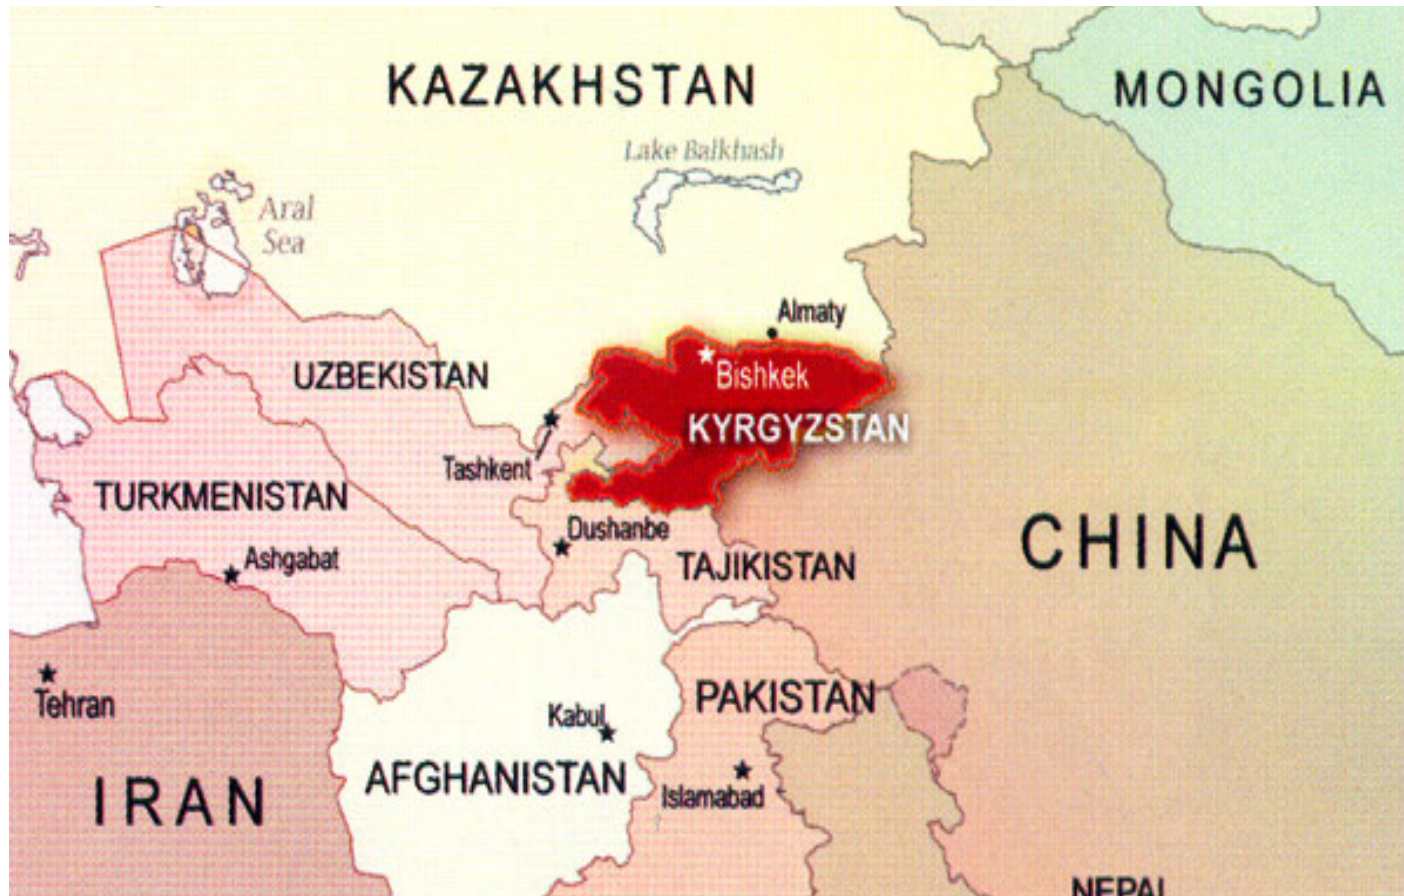 KAZAKHSTAN
MONGOLIA
Lake Balkhash
Aral
Sea
Almaty
Bishkek
UZBEKISTAN
KYRGYZSTAN
Tashkent
TURKMENISTAN
Dushanbe
CHINA
Ashgabat
TAJIKISTAN
Tehran
PAKISTAN
Kabul
AFGHANISTAN
Islamabad
IRAN
NEPAL